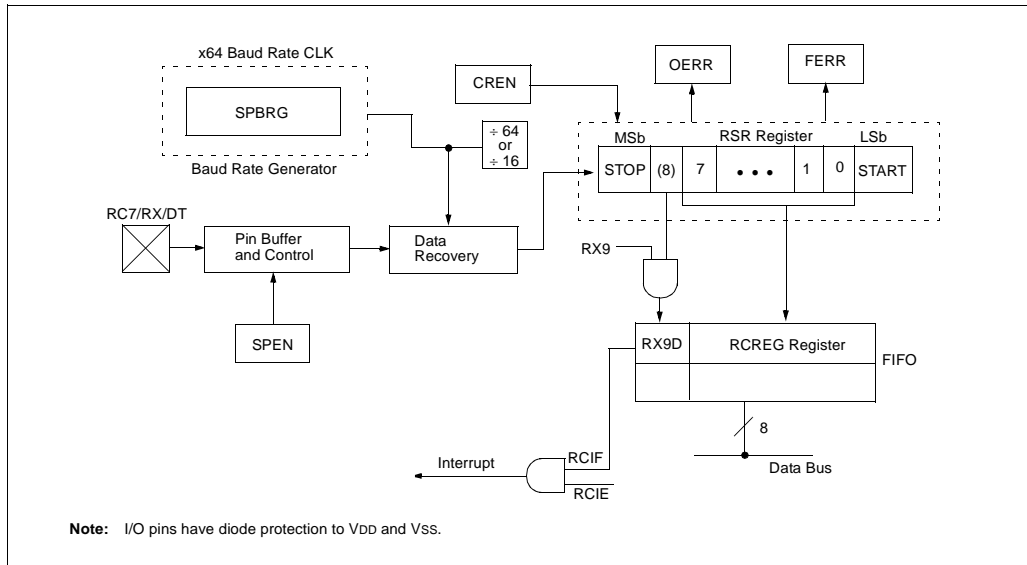 x64 Baud Rate CLK
SPBRG
Baud Rate Generator
÷ 64
or
÷ 16
CREN
OERR
FERR
MSb
RSR Register
LSb
STOP
(8)
7
• • •
1
0
START
RC7/RX/DT
Pin Buffer
and Control
Data
Recovery
SPEN
RX9
RX9D
RCREG Register
FIFO
8
Data Bus
Interrupt
RCIF
RCIE
Note: I/O pins have diode protection to VDD and VSS.